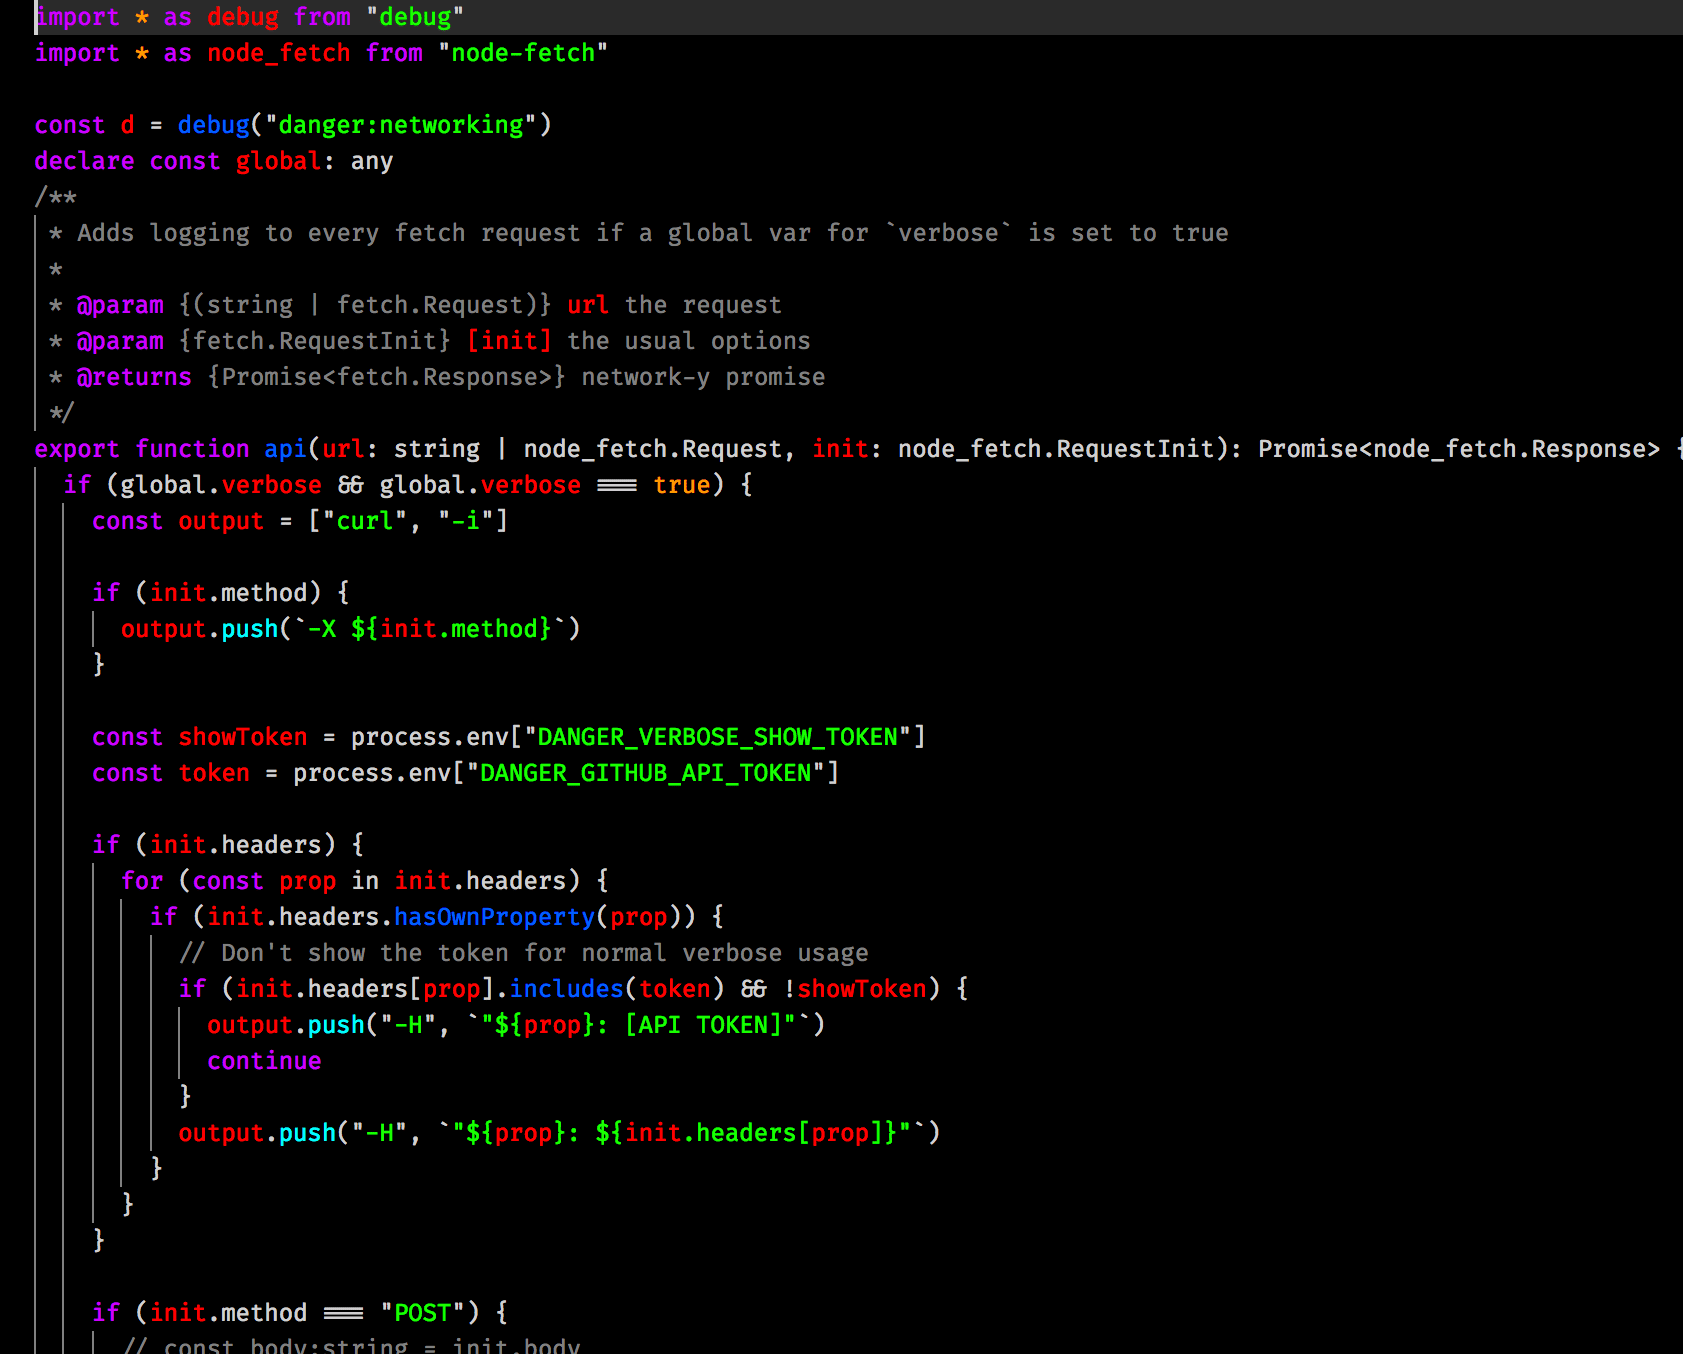 import * as debug from "debug"
import * as node_fetch from "node-fetch"

const d = debug("danger:networking")
declare const global: any
/**
 * Adds logging to every fetch request if a global var for `verbose` is set to true
 *
 * @param {(string | fetch.Request)} url the request
 * @param {fetch.RequestInit} [init] the usual options
 * @returns {Promise<fetch.Response>} network-y promise
 */
export function api(url: string | node_fetch.Request, init: node_fetch.RequestInit): Promise<node_fetch.Response> {
  if (global.verbose && global.verbose === true) {
    const output = ["curl", "-i"]

    if (init.method) {
      output.push(`-X ${init.method}`)
    }

    const showToken = process.env["DANGER_VERBOSE_SHOW_TOKEN"]
    const token = process.env["DANGER_GITHUB_API_TOKEN"]

    if (init.headers) {
      for (const prop in init.headers) {
        if (init.headers.hasOwnProperty(prop)) {
          // Don't show the token for normal verbose usage
          if (init.headers[prop].includes(token) && !showToken) {
            output.push("-H", `"${prop}: [API TOKEN]"`)
            continue
          }
          output.push("-H", `"${prop}: ${init.headers[prop]}"`)
        }
      }
    }

    if (init.method === "POST") {
      // const body:string = init.body